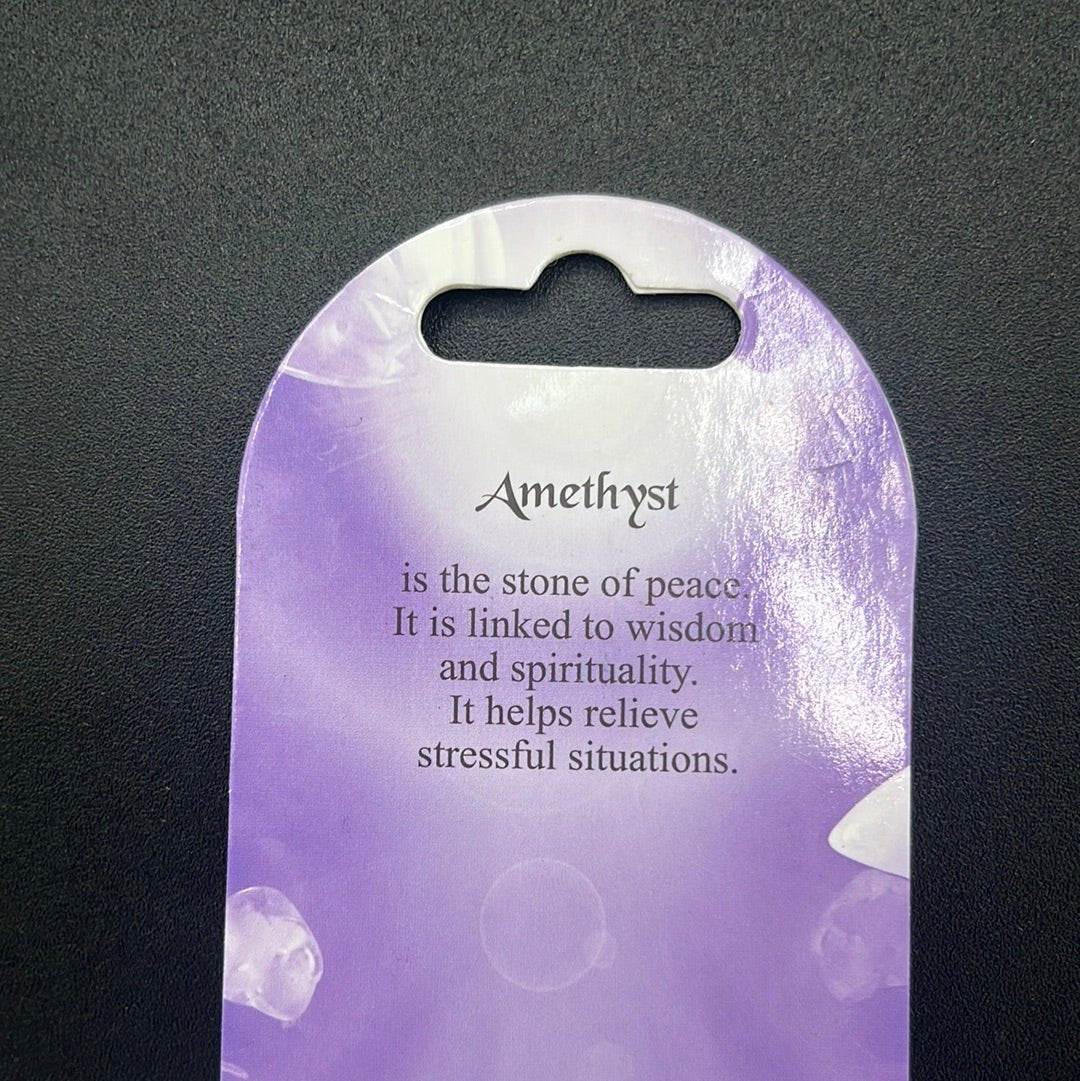 Amethyst
is the stone of peace.
It is linked to wisdom
and spirituality.
It helps relieve
stressful situations.